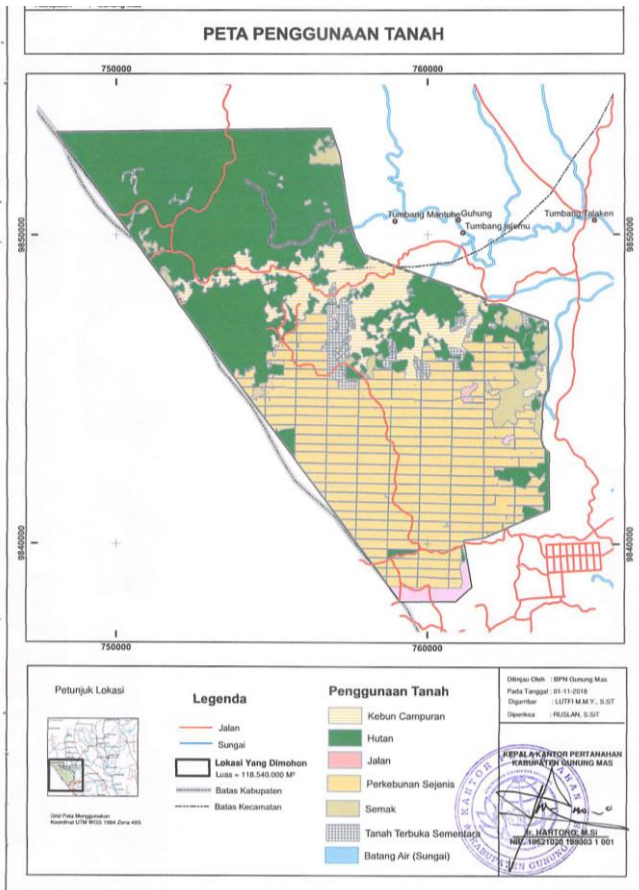 PETA PENGGUNAAN TANAH
750000
760000
9850000
9850000
Tumbang Mantuhe
Guhung
Tumbang Talaken
9840000
9840000
750000
760000
Petunjuk Lokasi
Grid Peta Menggunakan
Koordinat UTM WGS 1984 Zona 49S
Legenda
Jalan
Sungai
Lokasi Yang Dimohon
Luas = 118.540.000 M²
Batas Kabupaten
Batas Kecamatan
Penggunaan Tanah
Kebun Campuran
Hutan
Jalan
Perkebunan Sejenis
Semak
Tanah Terbuka Sementara
Batang Air (Sungai)
Ditinjau Oleh : BPN Gunung Mas
Pada Tanggal : 01-11-2018
Digambar : LUTFI M.M.Y., S.ST
Diperiksa : RUSLAN, S.SiT
KEPALA KANTOR PERTANAHAN
KABUPATEN GUNUNG MAS
Ir. HARTONO, M.Si